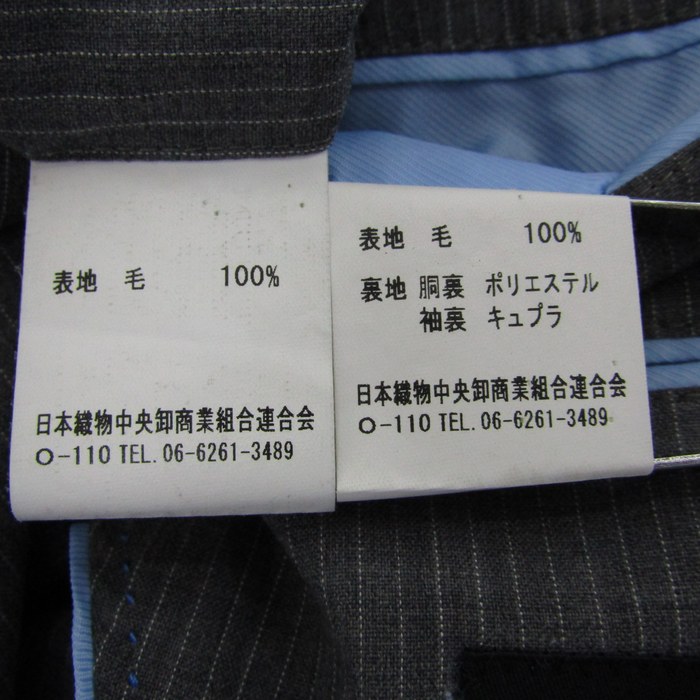 表地 毛 100%
日本織物中央卸商業組合連合会
O-110 TEL. 06-6261-3489
表地 毛 100%
裏地 胴裏 ポリエステル
袖裏 キュプラ
日本織物中央卸商業組合連合会
O-110 TEL. 06-6261-3489